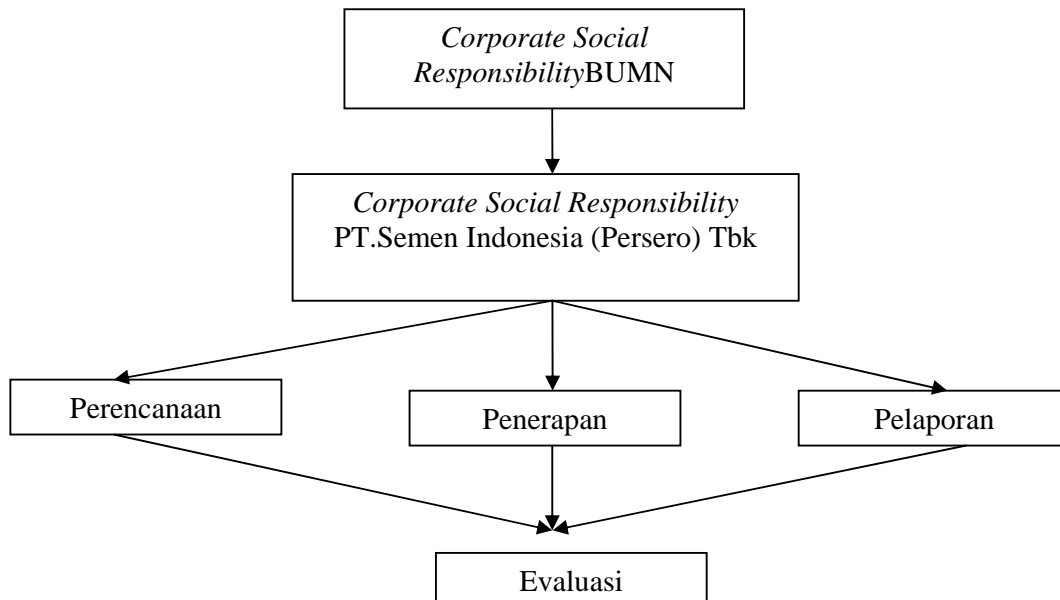 Corporate Social
ResponsibilityBUMN
Corporate Social Responsibility
PT.Semen Indonesia (Persero) Tbk
Perencanaan
Penerapan
Pelaporan
Evaluasi